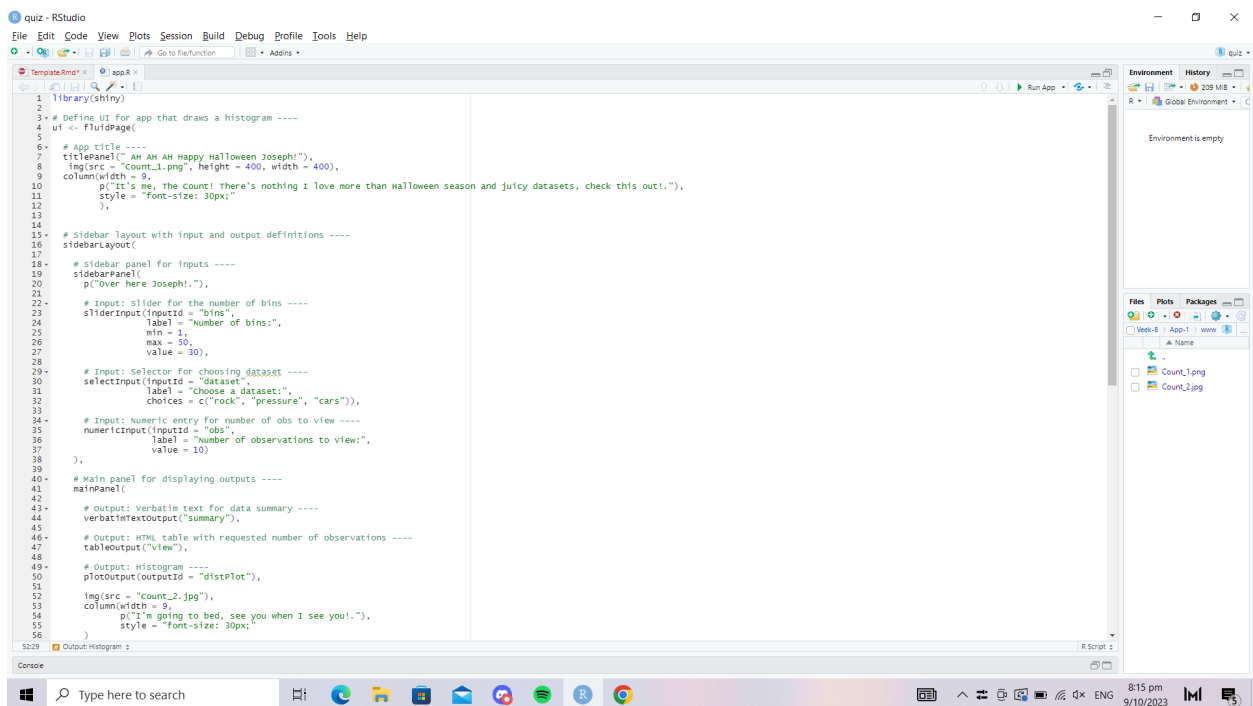 quiz - RStudio
File Edit Code View Plots Session Build Debug Profile Tools Help
Go to file/function Addins quiz
Template.Rmd* app.R
Run App
1 library(shiny)
2
3 # Define UI for app that draws a histogram ----
4 ui <- fluidPage(
5
6 # App title ----
7 titlePanel(" AH AH AH Happy Halloween Joseph!"),
8 img(src = "Count_1.png", height = 400, width = 400),
9 column(width = 9,
10 p("It's me, The Count! There's nothing I love more than Halloween season and juicy datasets, check this out!."),
11 style = "font-size: 30px;"
12 ),
13
14
15 # Sidebar layout with input and output definitions ----
16 sidebarLayout(
17
18 # Sidebar panel for inputs ----
19 sidebarPanel(
20 p("Over here Joseph!."),
21
22 # Input: Slider for the number of bins ----
23 sliderInput(inputId = "bins",
24 label = "Number of bins:",
25 min = 1,
26 max = 50,
27 value = 30),
28
29 # Input: Selector for choosing dataset ----
30 selectInput(inputId = "dataset",
31 label = "Choose a dataset:",
32 choices = c("rock", "pressure", "cars")),
33
34 # Input: Numeric entry for number of obs to view ----
35 numericInput(inputId = "obs",
36 label = "Number of observations to view:",
37 value = 10)
38 ),
39
40 # Main panel for displaying outputs ----
41 mainPanel(
42
43 # Output: Verbatim text for data summary ----
44 verbatimTextOutput("summary"),
45
46 # Output: HTML table with requested number of observations ----
47 tableOutput("view"),
48
49 # Output: Histogram ----
50 plotOutput(outputId = "distPlot"),
51
52 img(src = "Count_2.jpg"),
53 column(width = 9,
54 p("I'm going to bed, see you when I see you!."),
55 style = "font-size: 30px;"
56 )
52:29 Output: Histogram R Script
Console
Environment History
209 MiB
R Global Environment
Environment is empty
Files Plots Packages
Week-8 App-1 www
Name
..
Count_1.png
Count_2.jpg
Type here to search
ENG
8:15 pm
9/10/2023
5